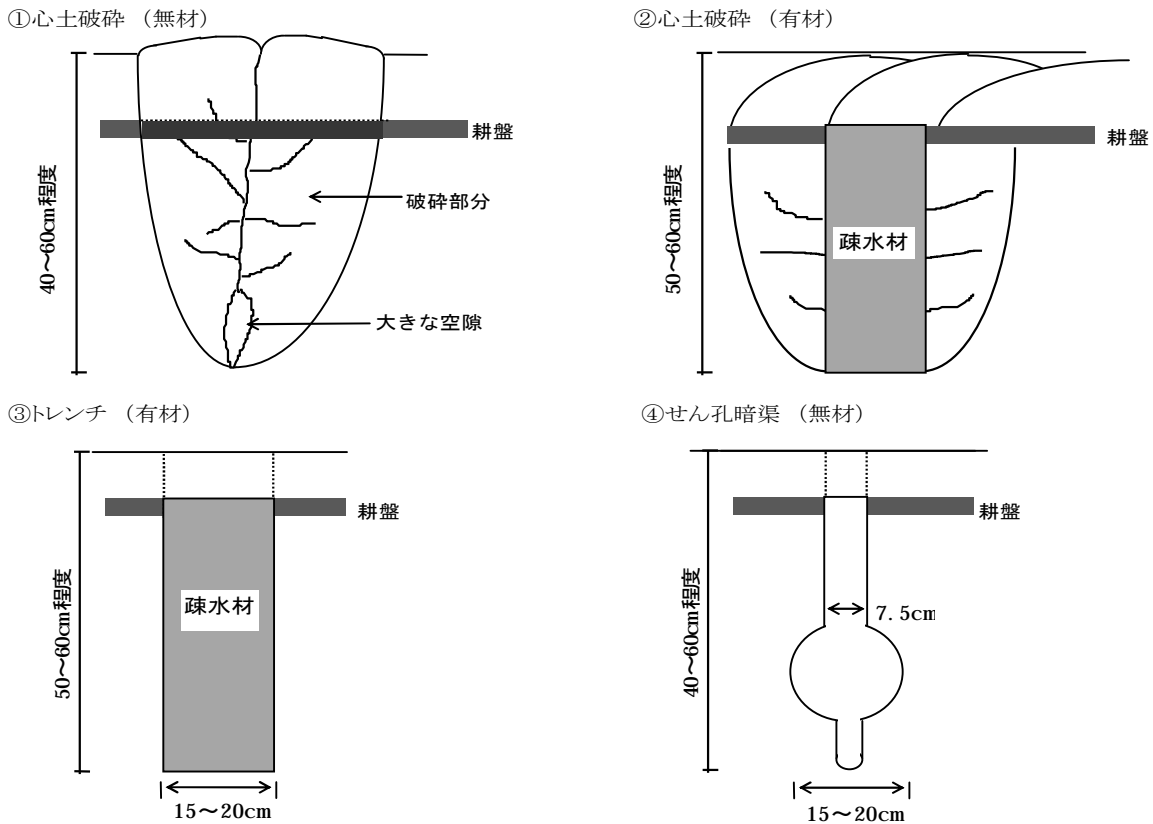 ①心土破砕 (無材)
耕盤
40～60cm程度
破砕部分
大きな空隙
②心土破砕 (有材)
耕盤
50～60cm程度
疎水材
③トレンチ (有材)
耕盤
50～60cm程度
疎水材
15～20cm
④せん孔暗渠 (無材)
耕盤
40～60cm程度
7.5cm
15～20cm